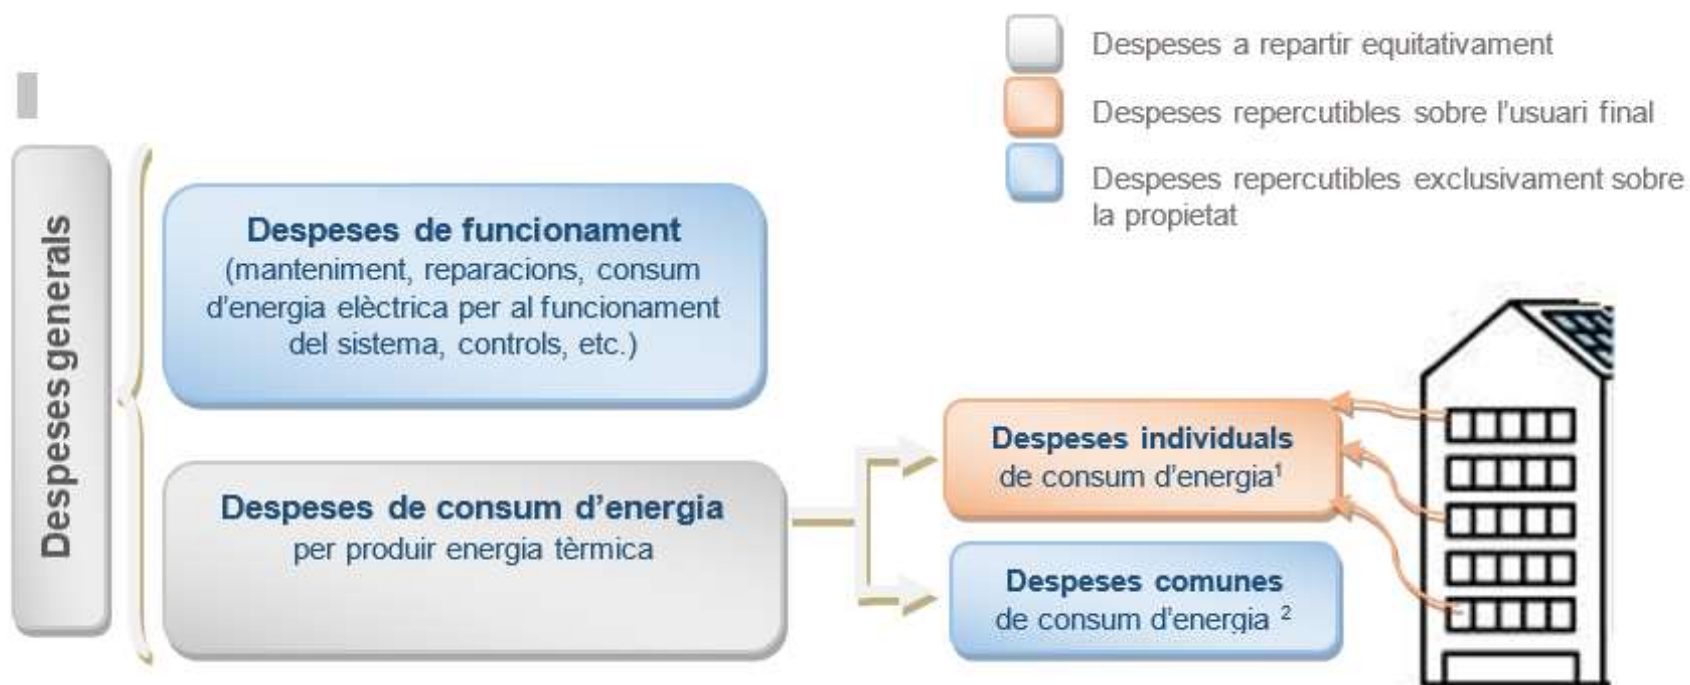 Despeses a repartir equitativament
Despeses repercutibles sobre l'usuari final
Despeses repercutibles exclusivament sobre
la propietat
Despeses generals
Despeses de funcionament
(manteniment, reparacions, consum
d'energia elèctrica per al funcionament
del sistema, controls, etc.)
Despeses de consum d'energia
per produir energia tèrmica
Despeses individuals
de consum d'energia¹
Despeses comunes
de consum d'energia ²